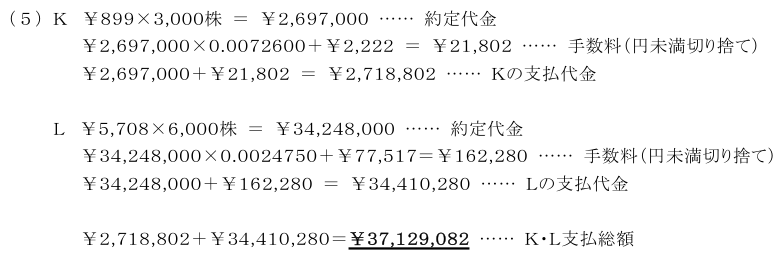 （５） Ｋ ￥899×3,000株 ＝ ￥2,697,000 …… 約定代金
￥2,697,000×0.0072600＋￥2,222 ＝ ￥21,802 …… 手数料（円未満切り捨て）
￥2,697,000＋￥21,802 ＝ ￥2,718,802 …… Ｋの支払代金
Ｌ ￥5,708×6,000株 ＝ ￥34,248,000 …… 約定代金
￥34,248,000×0.0024750＋￥77,517＝￥162,280 …… 手数料（円未満切り捨て）
￥34,248,000＋￥162,280 ＝ ￥34,410,280 …… Ｌの支払代金
￥2,718,802＋￥34,410,280＝￥37,129,082 …… Ｋ・Ｌ支払総額